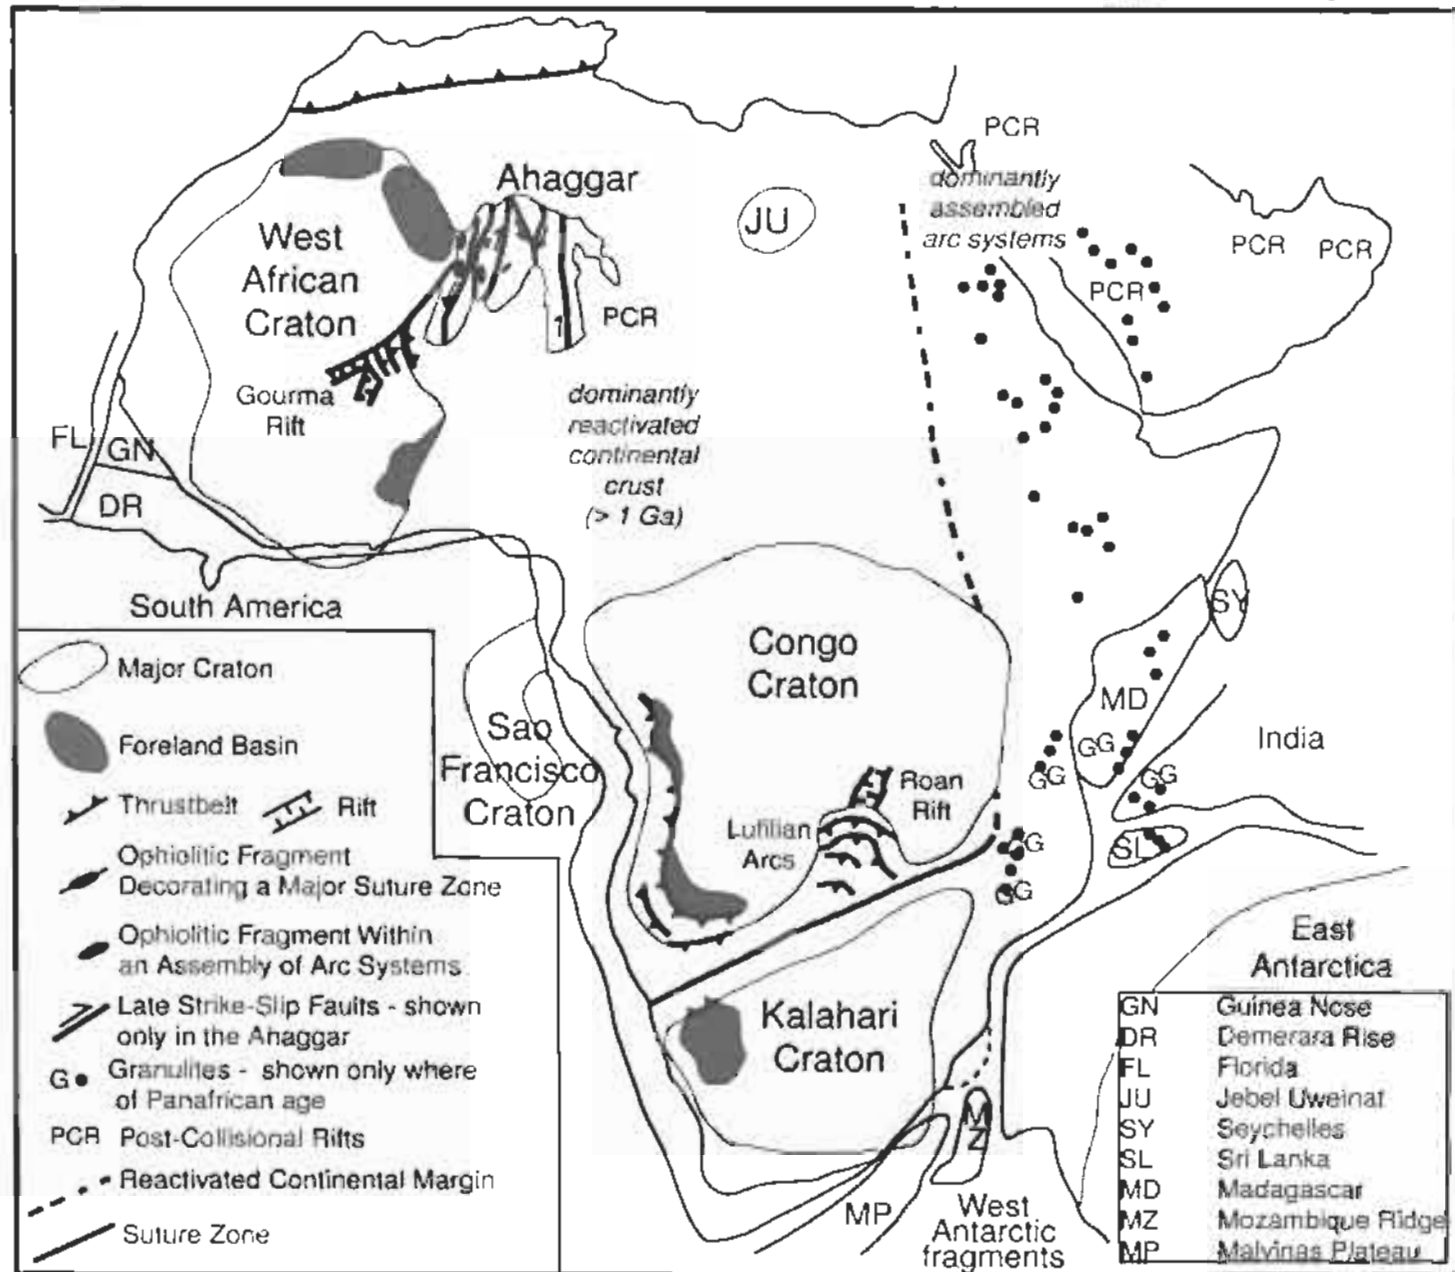 PCR
Ahaggar
dominantly
assembled
arc systems
JU
West
African
Craton
PCR
PCR
PCR
PCR
Gourma
Rift
dominantly
reactivated
continental
crust
(> 1 Ga)
FL
GN
DR
South America
SY
Congo
Craton
MD
GG
India
Sao
Francisco
Craton
GG
GG
Roan
Rift
Lufilian
Arcs
G
SL
GG
East
Antarctica
Kalahari
Craton
MZ
MP
West
Antarctic
fragments
Major Craton
Foreland Basin
Thrustbelt
Rift
Ophiolitic Fragment
Decorating a Major Suture Zone
Ophiolitic Fragment Within
an Assembly of Arc Systems
Late Strike-Slip Faults - shown
only in the Ahaggar
G Granulites - shown only where
of Panafrican age
PCR Post-Collisional Rifts
Reactivated Continental Margin
Suture Zone
GN Guinea Nose
DR Demerara Rise
FL Florida
JU Jebel Uweinat
SY Seychelles
SL Sri Lanka
MD Madagascar
MZ Mozambique Ridge
MP Malvinas Plateau